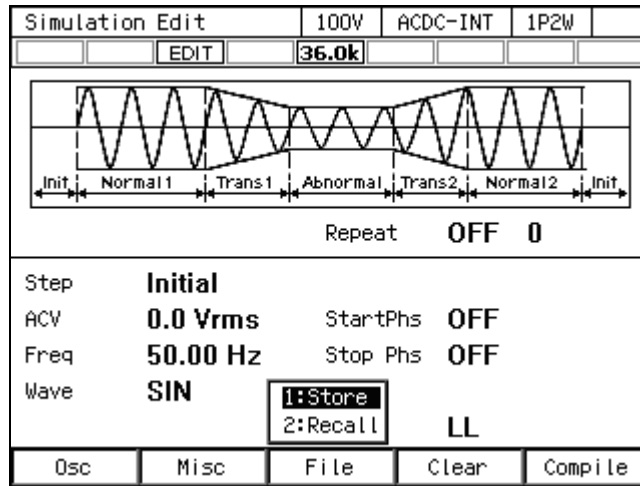 Simulation Edit 100V ACDC-INT 1P2W
EDIT 36.0k
Init Normal1 Trans1 Abnormal Trans2 Normal2 Init
Repeat OFF 0
Step Initial
ACV 0.0 Vrms StartPhs OFF
Freq 50.00 Hz Stop Phs OFF
Wave SIN
1:Store
2:Recall LL
Osc Misc File Clear Compile